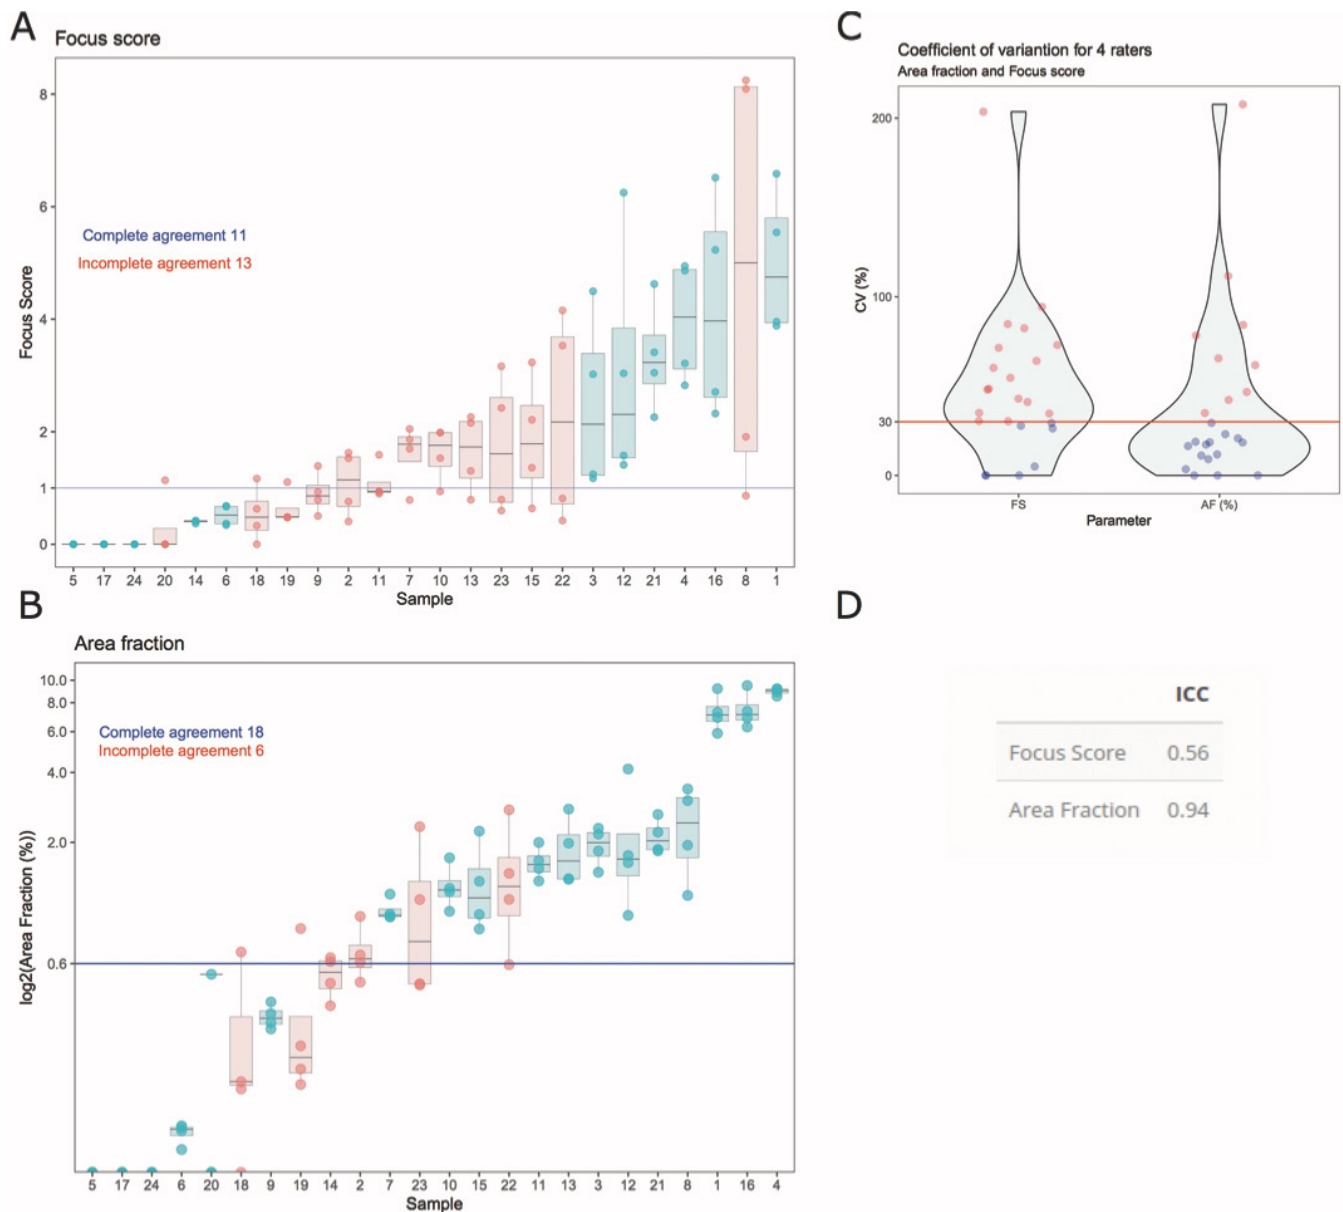 A
Focus score
8
6
4
2
1
0
Focus Score
Complete agreement 11
Incomplete agreement 13
5 17 24 20 14 6 18 19 9 2 11 7 10 13 23 15 22 3 12 21 4 16 8 1
Sample
B
Area fraction
10.0
8.0
6.0
4.0
2.0
0.6
log2(Area Fraction (%))
Complete agreement 18
Incomplete agreement 6
5 17 24 6 20 18 9 19 14 2 7 23 10 15 22 11 13 3 12 21 8 1 16 4
Sample
C
Coefficient of variantion for 4 raters
Area fraction and Focus score
200
100
30
0
CV (%)
FS AF (%)
Parameter
D
ICC
Focus Score 0.56
Area Fraction 0.94